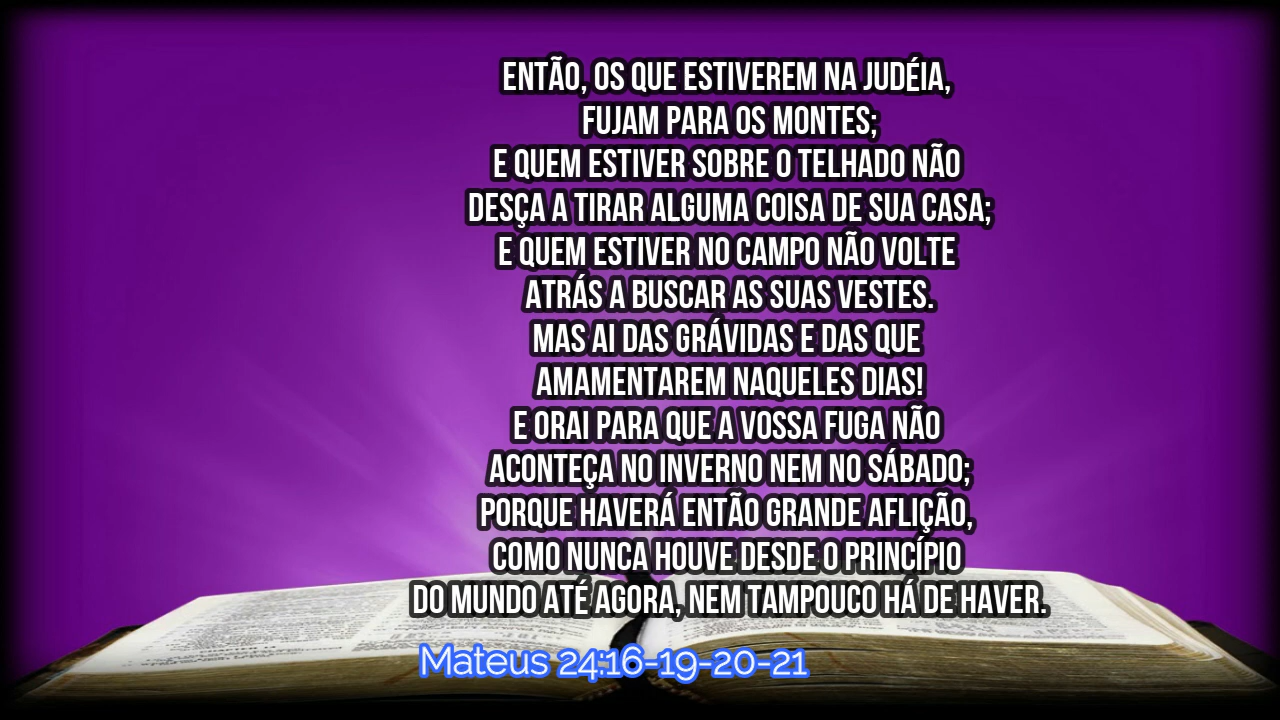 ENTÃO, OS QUE ESTIVEREM NA JUDÉIA,
FUJAM PARA OS MONTES;
E QUEM ESTIVER SOBRE O TELHADO NÃO
DESÇA A TIRAR ALGUMA COISA DE SUA CASA;
E QUEM ESTIVER NO CAMPO NÃO VOLTE
ATRÁS A BUSCAR AS SUAS VESTES.
MAS AI DAS GRÁVIDAS E DAS QUE
AMAMENTAREM NAQUELES DIAS!
E ORAI PARA QUE A VOSSA FUGA NÃO
ACONTEÇA NO INVERNO NEM NO SÁBADO;
PORQUE HAVERÁ ENTÃO GRANDE AFLIÇÃO,
COMO NUNCA HOUVE DESDE O PRINCÍPIO
DO MUNDO ATÉ AGORA, NEM TAMPOUCO HÁ DE HAVER.
Mateus 24:16-19-20-21